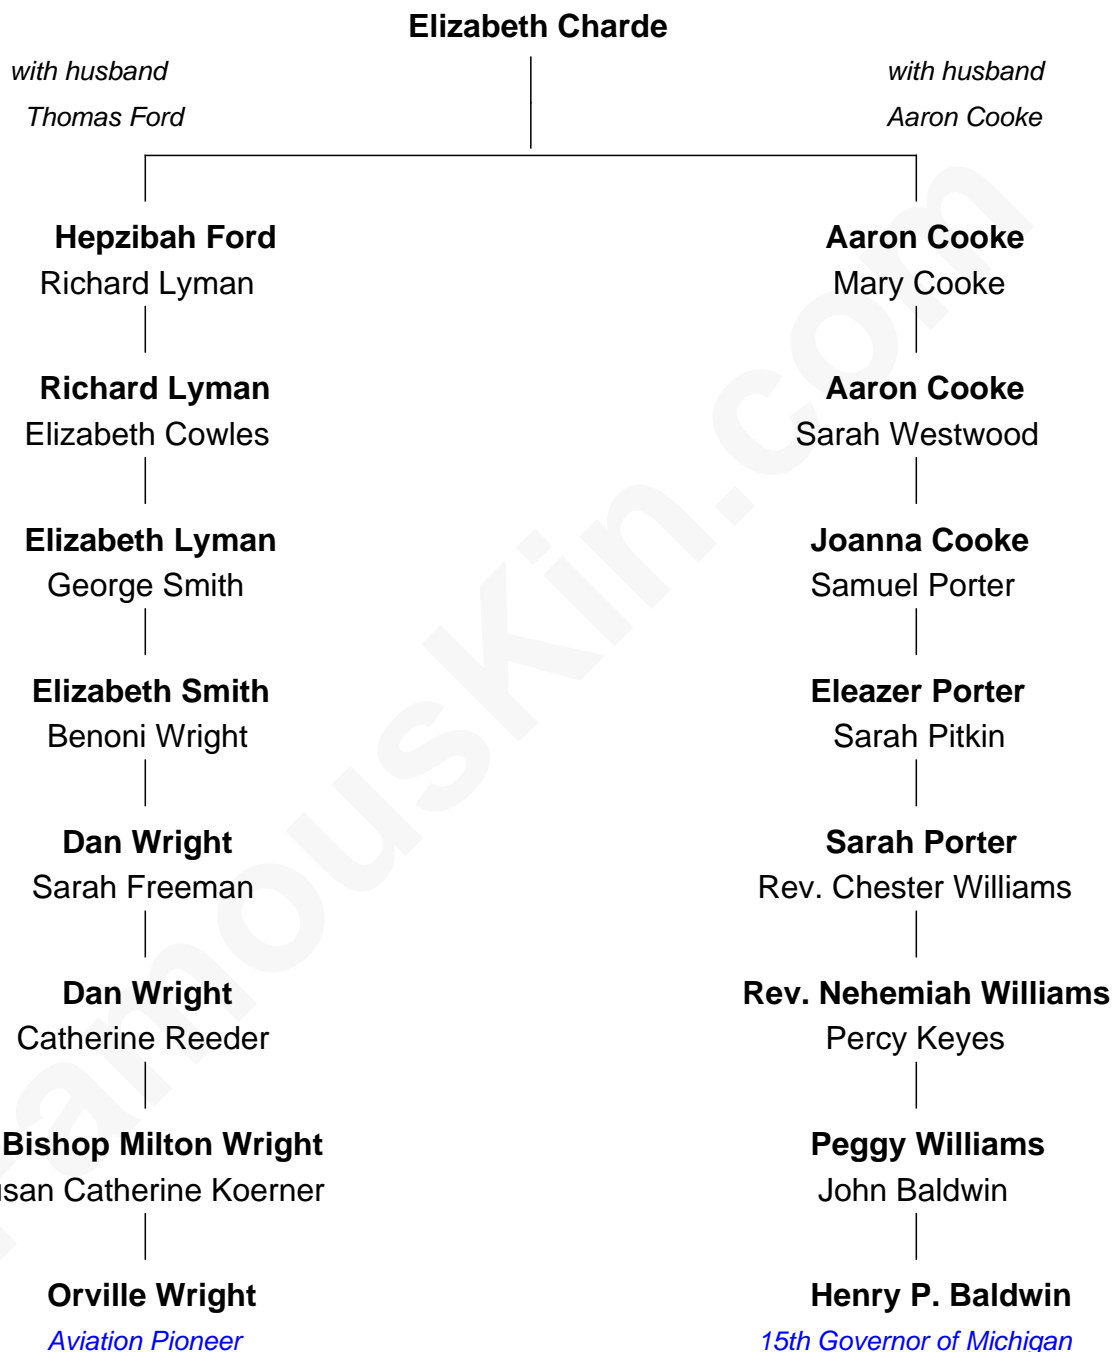 Elizabeth Charde
with husband
Thomas Ford
with husband
Aaron Cooke
Hepzibah Ford
Richard Lyman
Aaron Cooke
Mary Cooke
Richard Lyman
Elizabeth Cowles
Aaron Cooke
Sarah Westwood
Elizabeth Lyman
George Smith
Joanna Cooke
Samuel Porter
Elizabeth Smith
Benoni Wright
Eleazer Porter
Sarah Pitkin
Dan Wright
Sarah Freeman
Sarah Porter
Rev. Chester Williams
Dan Wright
Catherine Reeder
Rev. Nehemiah Williams
Percy Keyes
Bishop Milton Wright
usan Catherine Koerner
Peggy Williams
John Baldwin
Orville Wright
Aviation Pioneer
Henry P. Baldwin
15th Governor of Michigan
FamousKin.com